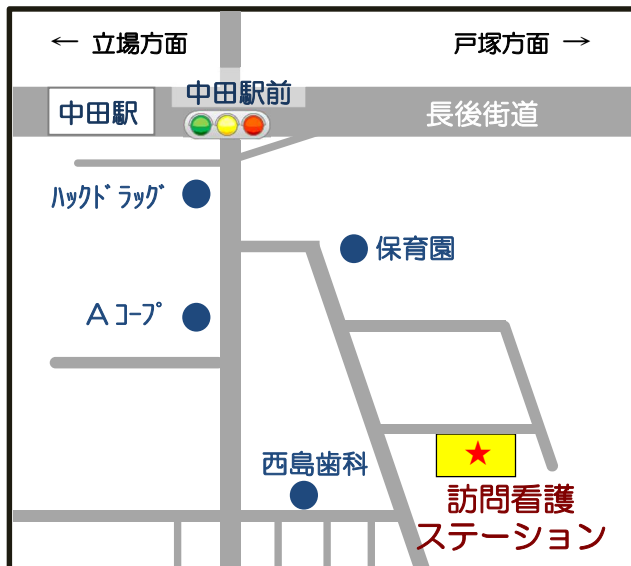 ← 立場方面
戸塚方面 →
中田駅
中田駅前
長後街道
ﾊｯｸﾄﾞﾗｯｸﾞ
保育園
Aｺｰﾌﾟ
西島歯科
訪問看護
ステーション